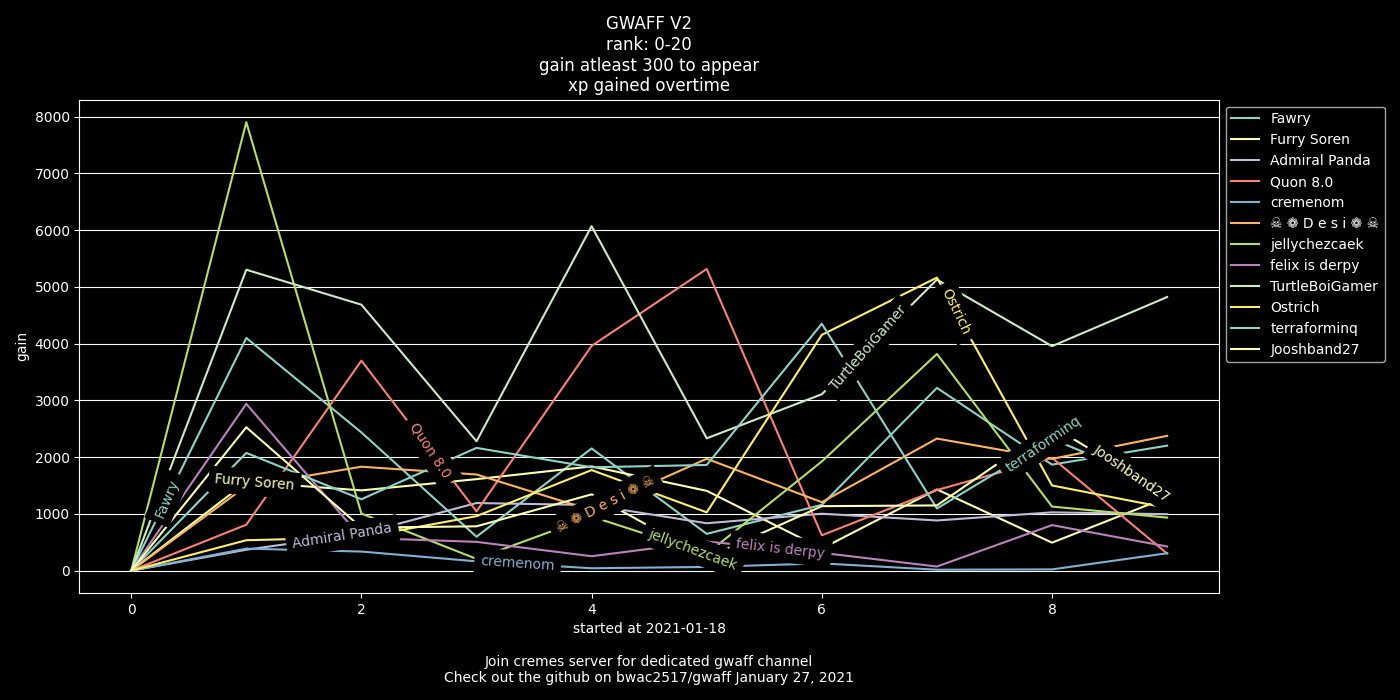 GWAFF V2
rank: 0-20
gain atleast 300 to appear
xp gained overtime
8000
7000
6000
5000
4000
3000
2000
1000
0
gain
Fawry
Furry Soren
Admiral Panda
Quon 8.0
cremenom
☠ ❁ D e s i ❁ ☠
jellychezcaek
felix is derpy
TurtleBoiGamer
Ostrich
terraforminq
Jooshband27
0
2
4
6
8
started at 2021-01-18
Fawry
Furry Soren
Admiral Panda
Quon 8.0
cremenom
☠ ❁ D e s i ❁ ☠
jellychezcaek
felix is derpy
TurtleBoiGamer
Ostrich
terraforminq
Jooshband27
Join cremes server for dedicated gwaff channel
Check out the github on bwac2517/gwaff January 27, 2021